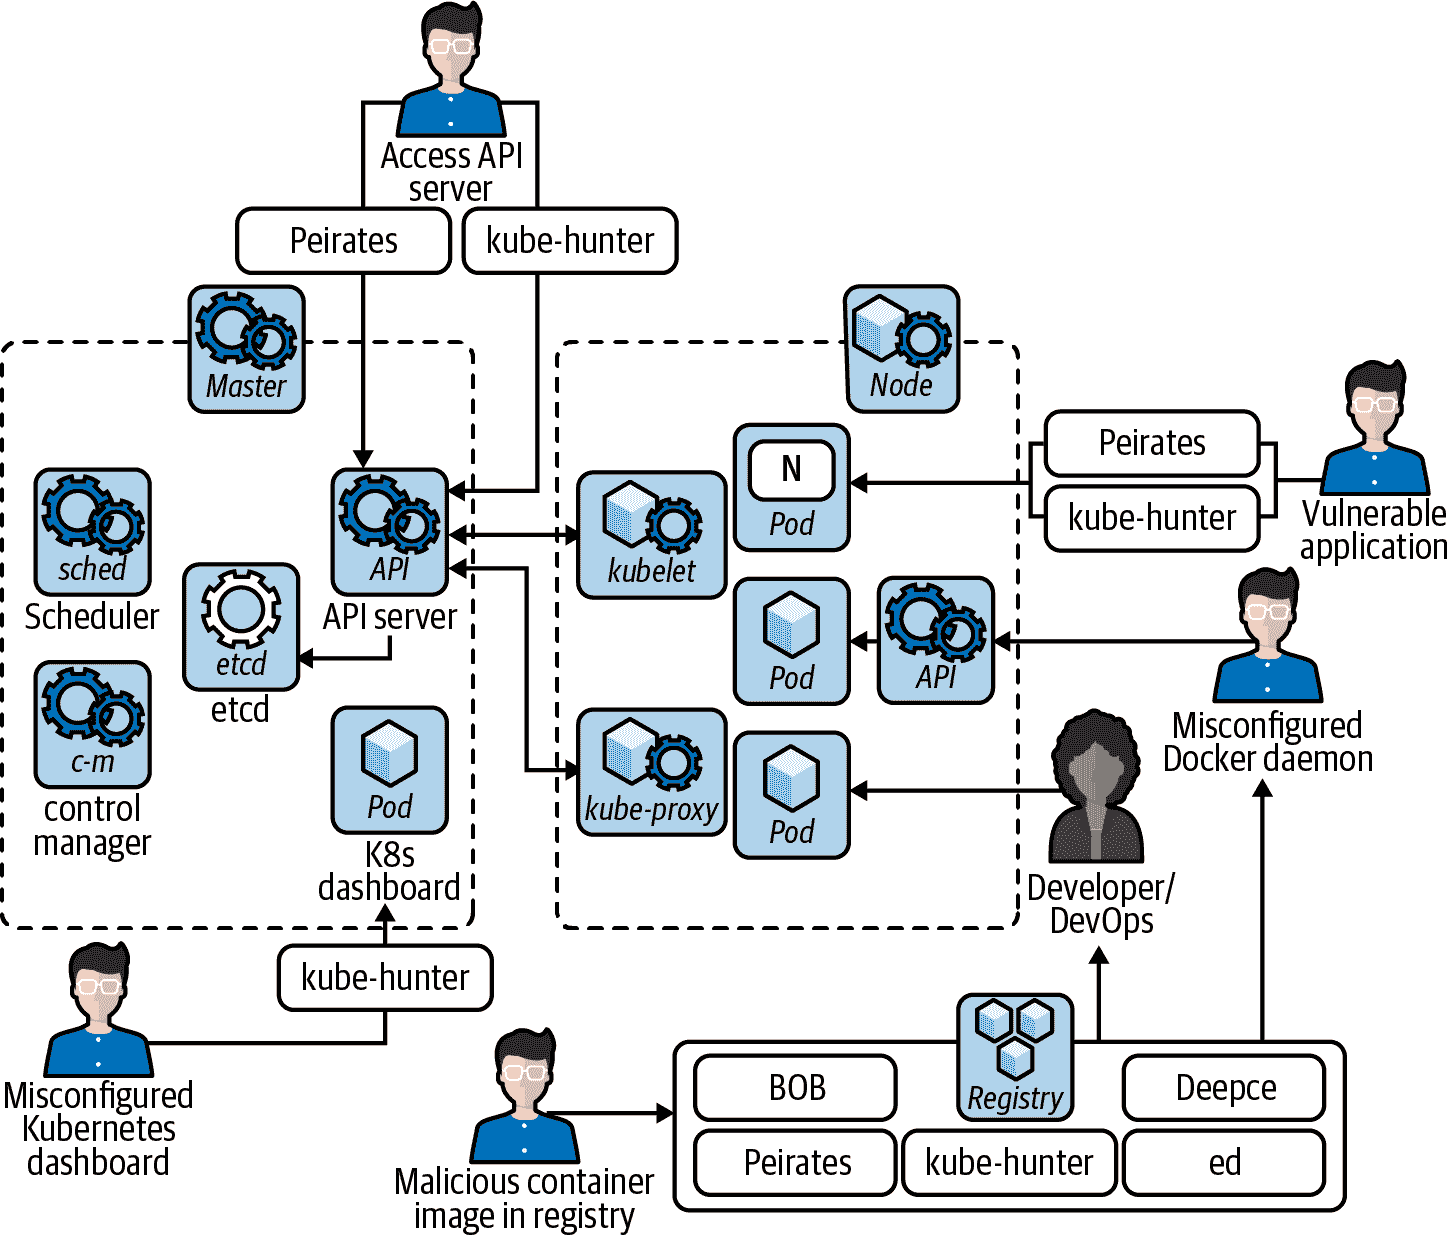 Access API
server
Peirates
kube-hunter
Master
Node
sched
Scheduler
etcd
etcd
API
API server
c-m
control
manager
Pod
K8s
dashboard
kubelet
kube-proxy
N
Pod
Pod
API
Pod
Peirates
kube-hunter
Vulnerable
application
Misconfigured
Docker daemon
Developer/
DevOps
kube-hunter
Misconfigured
Kubernetes
dashboard
Malicious container
image in registry
BOB
Registry
Deepce
Peirates
kube-hunter
ed